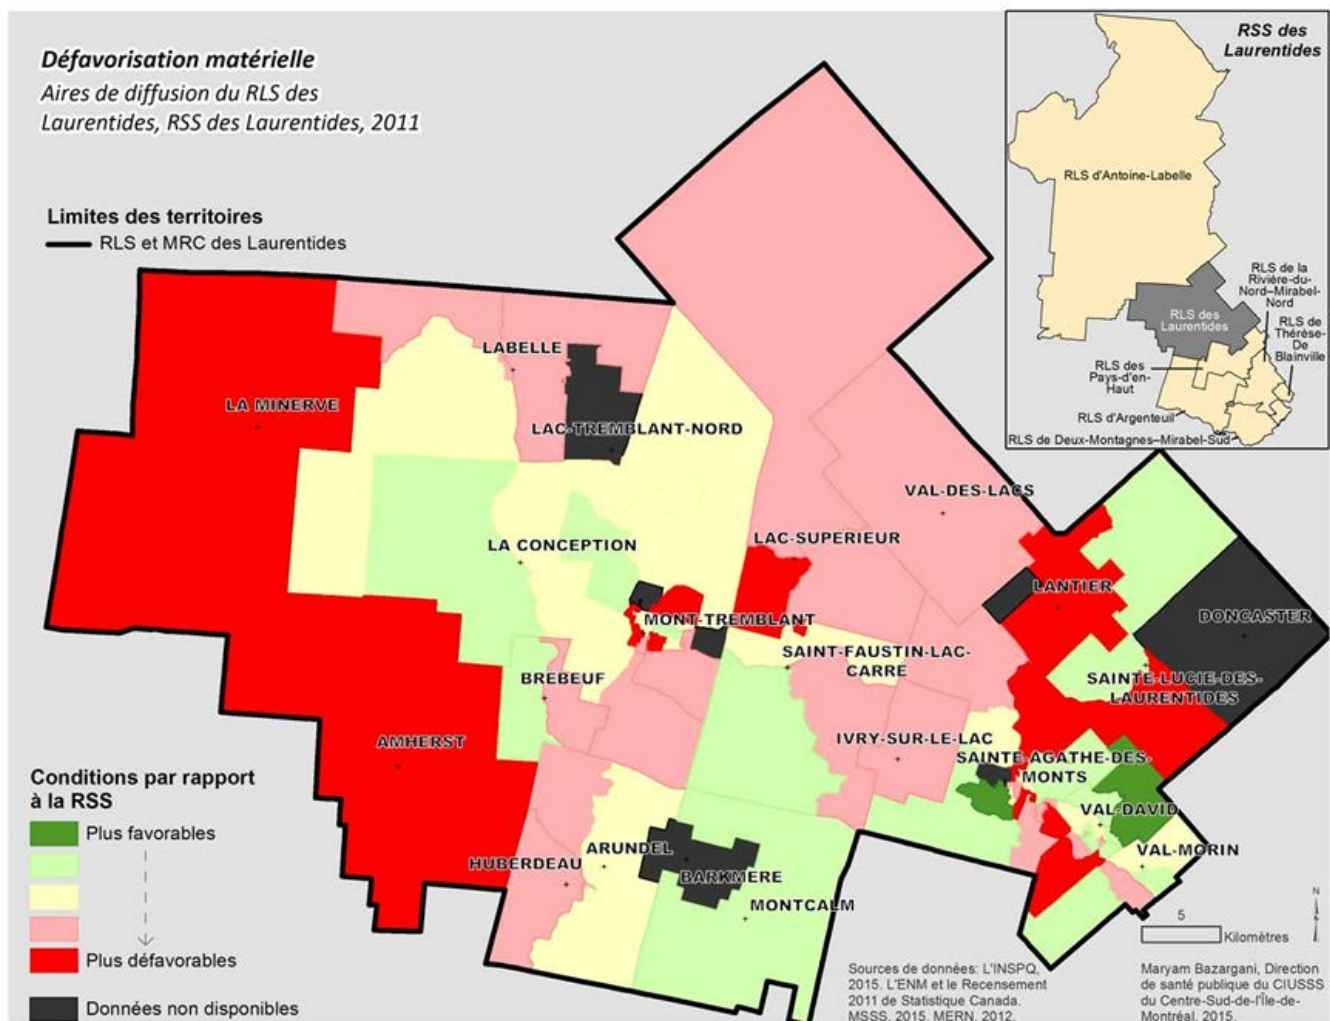 Défavorisation matérielle
Aires de diffusion du RLS des
Laurentides, RSS des Laurentides, 2011
Limites des territoires
RLS et MRC des Laurentides
RSS des
Laurentides
RLS d'Antoine-Labelle
RLS de la
Rivière-du-
Nord–Mirabel-
Nord
RLS des
Laurentides
RLS de
Thérèse-
De
Blainville
RLS des
Pays-d'en-
Haut
RLS d'Argenteuil
RLS de Deux-Montagnes–Mirabel-Sud
LABELLE
LA MINERVE
LAC-TREMBLANT-NORD
VAL-DES-LACS
LAC-SUPÉRIEUR
LA CONCEPTION
LANTIER
DONCASTER
MONT-TREMBLANT
SAINT-FAUSTIN-LAC-
CARRÉ
SAINTE-LUCIE-DES-
LAURENTIDES
BRÉBEUF
AMHERST
IVRY-SUR-LE-LAC
SAINTE-AGATHE-DES-
MONTS
VAL-DAVID
VAL-MORIN
ARUNDEL
HUBERDEAU
BARKMERE
MONTCALM
Conditions par rapport
à la RSS
Plus favorables
Plus défavorables
Données non disponibles
N
5
Kilomètres
Sources de données: L'INSPQ,
2015. L'ENM et le Recensement
2011 de Statistique Canada.
MSSS, 2015. MERN, 2012.
Maryam Bazargani, Direction
de santé publique du CIUSSS
du Centre-Sud-de-l'Île-de-
Montréal, 2015.